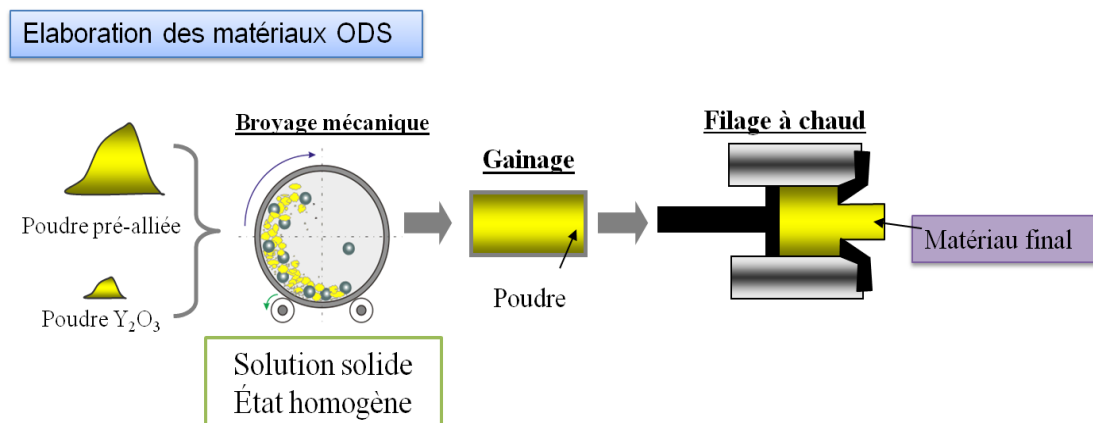 Elaboration des matériaux ODS
Poudre pré-alliée
Poudre Y₂O₃
Broyage mécanique
Solution solide
État homogène
Gainage
Poudre
Filage à chaud
Matériau final